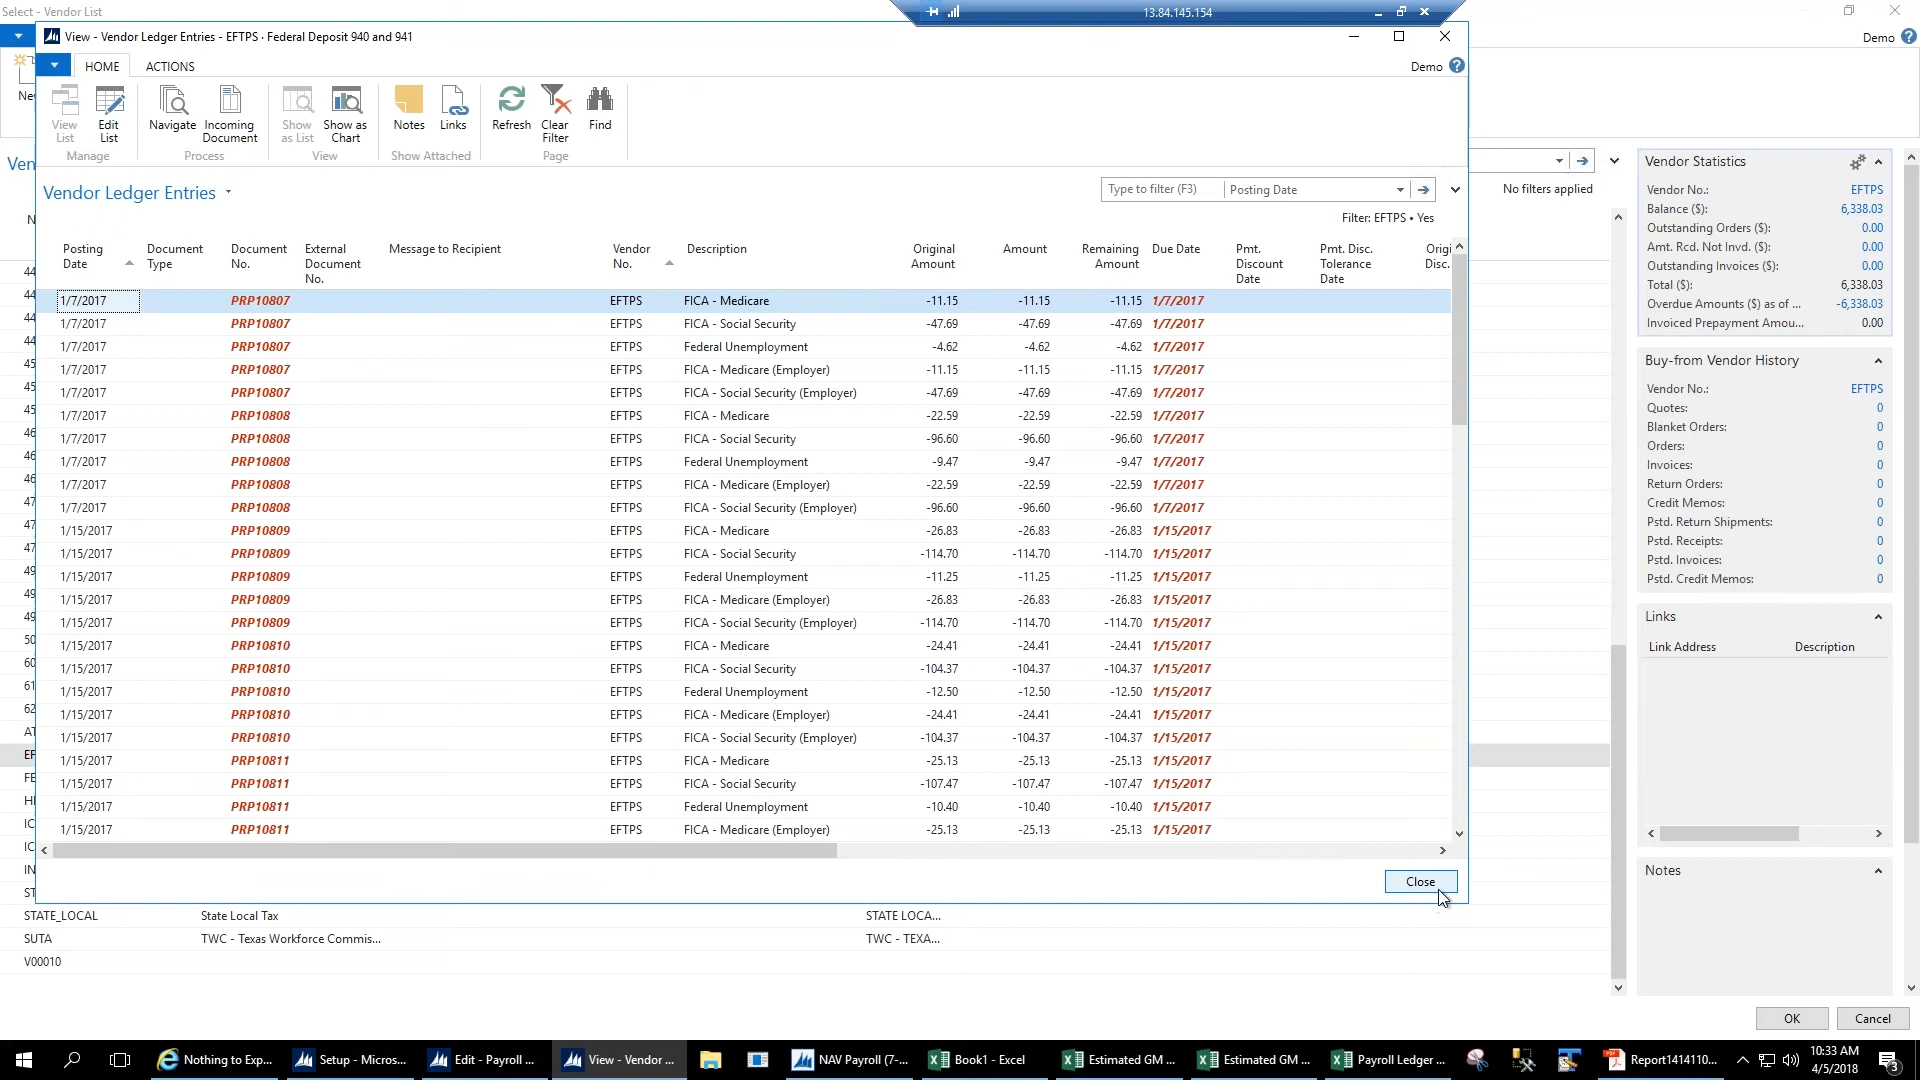 Select - Vendor List
13.84.145.154
Demo
View - Vendor Ledger Entries - EFTPS · Federal Deposit 940 and 941
HOME
ACTIONS
Demo
View List
Edit List
Navigate
Incoming Document
Show as List
Show as Chart
Notes
Links
Refresh
Clear Filter
Find
Manage
Process
View
Show Attached
Page
Vendor Ledger Entries
Type to filter (F3)
Posting Date
Filter: EFTPS • Yes
No filters applied
Posting Date
Document Type
Document No.
External Document No.
Message to Recipient
Vendor No.
Description
Original Amount
Amount
Remaining Amount
Due Date
Pmt. Discount Date
Pmt. Disc. Tolerance Date
1/7/2017 PRP10807 EFTPS FICA - Medicare -11.15 -11.15 -11.15 1/7/2017
1/7/2017 PRP10807 EFTPS FICA - Social Security -47.69 -47.69 -47.69 1/7/2017
1/7/2017 PRP10807 EFTPS Federal Unemployment -4.62 -4.62 -4.62 1/7/2017
1/7/2017 PRP10807 EFTPS FICA - Medicare (Employer) -11.15 -11.15 -11.15 1/7/2017
1/7/2017 PRP10807 EFTPS FICA - Social Security (Employer) -47.69 -47.69 -47.69 1/7/2017
1/7/2017 PRP10808 EFTPS FICA - Medicare -22.59 -22.59 -22.59 1/7/2017
1/7/2017 PRP10808 EFTPS FICA - Social Security -96.60 -96.60 -96.60 1/7/2017
1/7/2017 PRP10808 EFTPS Federal Unemployment -9.47 -9.47 -9.47 1/7/2017
1/7/2017 PRP10808 EFTPS FICA - Medicare (Employer) -22.59 -22.59 -22.59 1/7/2017
1/7/2017 PRP10808 EFTPS FICA - Social Security (Employer) -96.60 -96.60 -96.60 1/7/2017
1/15/2017 PRP10809 EFTPS FICA - Medicare -26.83 -26.83 -26.83 1/15/2017
1/15/2017 PRP10809 EFTPS FICA - Social Security -114.70 -114.70 -114.70 1/15/2017
1/15/2017 PRP10809 EFTPS Federal Unemployment -11.25 -11.25 -11.25 1/15/2017
1/15/2017 PRP10809 EFTPS FICA - Medicare (Employer) -26.83 -26.83 -26.83 1/15/2017
1/15/2017 PRP10809 EFTPS FICA - Social Security (Employer) -114.70 -114.70 -114.70 1/15/2017
1/15/2017 PRP10810 EFTPS FICA - Medicare -24.41 -24.41 -24.41 1/15/2017
1/15/2017 PRP10810 EFTPS FICA - Social Security -104.37 -104.37 -104.37 1/15/2017
1/15/2017 PRP10810 EFTPS Federal Unemployment -12.50 -12.50 -12.50 1/15/2017
1/15/2017 PRP10810 EFTPS FICA - Medicare (Employer) -24.41 -24.41 -24.41 1/15/2017
1/15/2017 PRP10810 EFTPS FICA - Social Security (Employer) -104.37 -104.37 -104.37 1/15/2017
1/15/2017 PRP10811 EFTPS FICA - Medicare -25.13 -25.13 -25.13 1/15/2017
1/15/2017 PRP10811 EFTPS FICA - Social Security -107.47 -107.47 -107.47 1/15/2017
1/15/2017 PRP10811 EFTPS Federal Unemployment -10.40 -10.40 -10.40 1/15/2017
1/15/2017 PRP10811 EFTPS FICA - Medicare (Employer) -25.13 -25.13 -25.13 1/15/2017
Close
STATE_LOCAL State Local Tax STATE LOCA...
SUTA TWC - Texas Workforce Commis... TWC - TEXA...
V00010
Vendor Statistics
Vendor No.: EFTPS
Balance ($): 6,338.03
Outstanding Orders ($): 0.00
Amt. Rcd. Not Invd. ($): 0.00
Outstanding Invoices ($): 0.00
Total ($): 6,338.03
Overdue Amounts ($) as of ... -6,338.03
Invoiced Prepayment Amou... 0.00
Buy-from Vendor History
Vendor No.: EFTPS
Quotes: 0
Blanket Orders: 0
Orders: 0
Invoices: 0
Return Orders: 0
Credit Memos: 0
Pstd. Return Shipments: 0
Pstd. Receipts: 0
Pstd. Invoices: 0
Pstd. Credit Memos: 0
Links
Link Address Description
Notes
OK
Cancel
Nothing to Exp...
Setup - Micros...
Edit - Payroll ...
View - Vendor ...
NAV Payroll (7-...
Book1 - Excel
Estimated GM ...
Estimated GM ...
Payroll Ledger ...
Report1414110...
10:33 AM
4/5/2018
3